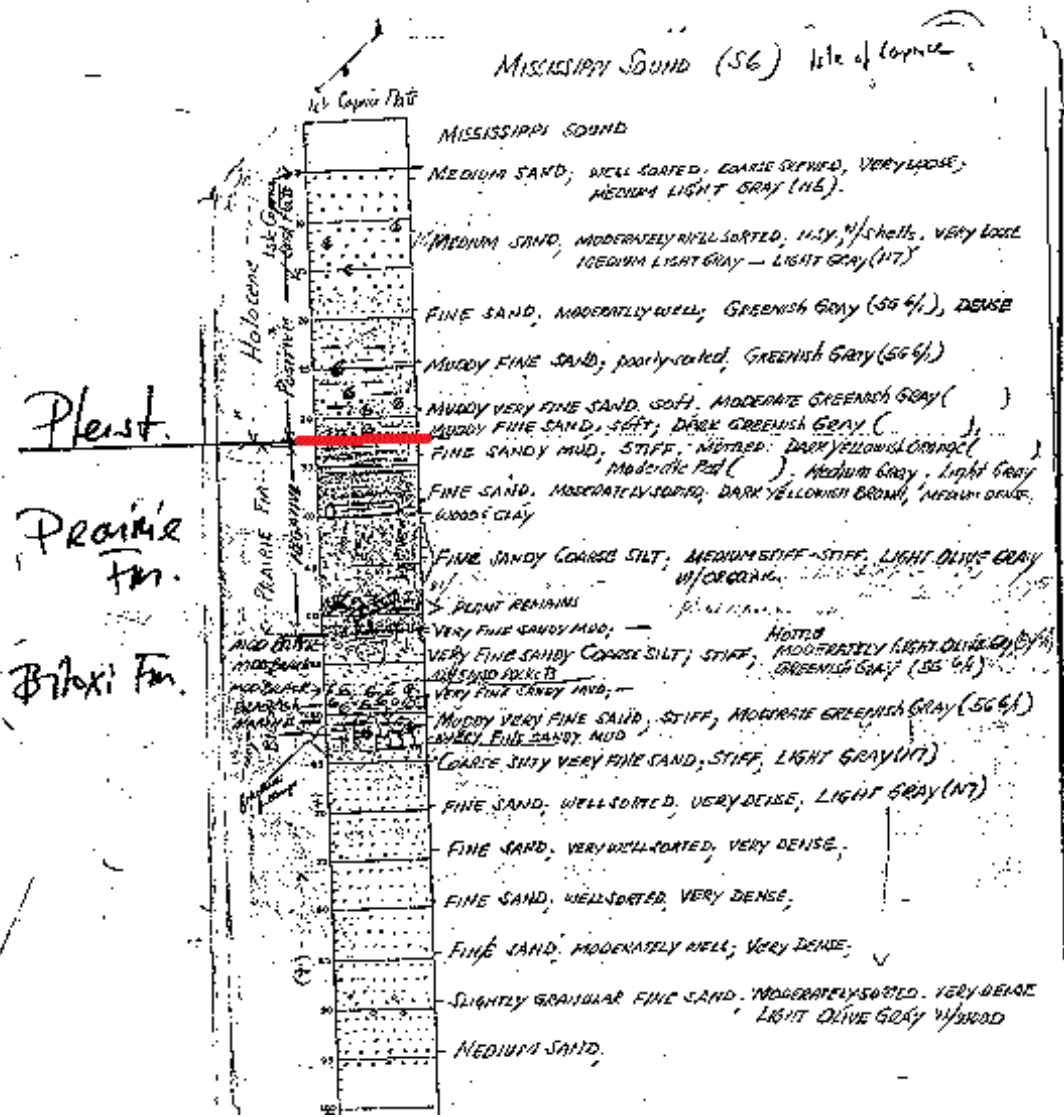 MISSISSIPPI SOUND (56) Isle of Caprice
MISSISSIPPI SOUND
MEDIUM SAND; WELL SORTED. COARSE SKEWED, VERY LOOSE;
MEDIUM LIGHT GRAY (N6).
MEDIUM SAND, MODERATELY WELL SORTED, w/shells, VERY LOOSE
MEDIUM LIGHT GRAY — LIGHT GRAY (N7)
FINE SAND, MODERATLY WELL; GREENISH GRAY (5G 6/1), DENSE
MUDDY FINE SAND; poorly-sorted, GREENISH GRAY (5G 6/1)
MUDDY VERY FINE SAND. SOFT. MODERATE GREENISH GRAY ( )
MUDDY FINE SAND, SOFT; DARK GREENISH GRAY ( ),
FINE SANDY MUD, STIFF. MOTTLED: DARK YELLOWISH ORANGE ( )
Moderate Red ( ) Medium Gray. Light Gray
FINE SAND. MODERATELY SORTED. DARK YELLOWISH BROWN, MEDIUM DENSE.
WOOD & CLAY
FINE SANDY COARSE SILT; MEDIUM STIFF-STIFF. LIGHT OLIVE GRAY
W/ORGANIC
PLANT REMAINS
VERY FINE SANDY MUD; —
VERY FINE SANDY COARSE SILT; STIFF, MODERATELY LIGHT OLIVE GRAY
GREENISH GRAY (5G 6/1)
VERY FINE SANDY MUD; —
MUDDY VERY FINE SAND, STIFF, MODERATE GREENISH GRAY (5G 6/1)
VERY FINE SANDY MUD
COARSE SILTY VERY FINE SAND; STIFF, LIGHT GRAY (N7)
FINE SAND. WELL SORTED. VERY DENSE, LIGHT GRAY (N7)
FINE SAND; VERY WELL SORTED; VERY DENSE,
FINE SAND; WELL SORTED, VERY DENSE,
FINE SAND. MODERATELY WELL; VERY DENSE,
SLIGHTLY GRANULAR FINE SAND. MODERATELY SORTED. VERY DENSE
LIGHT OLIVE GRAY W/WOOD
MEDIUM SAND.
Holocene
Pleist.
Prairie
Fm.
PRAIRIE Fm
Biloxi Fm.
70
90
95
100